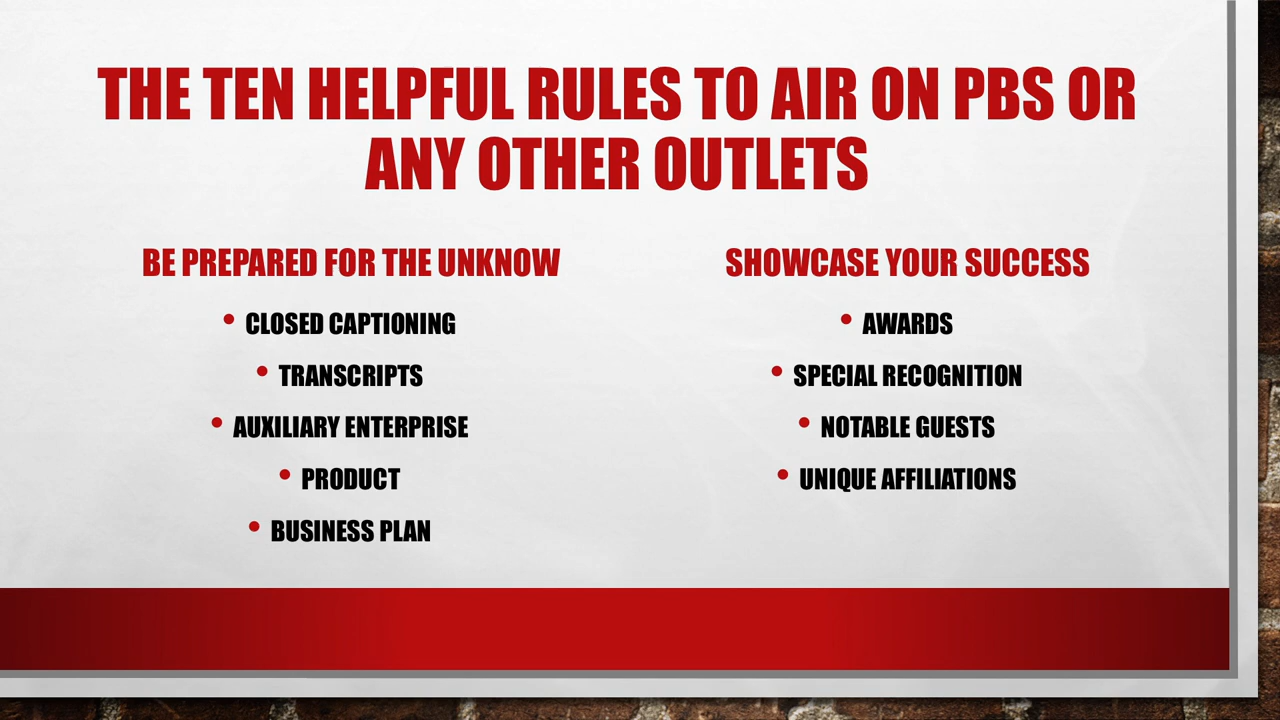 THE TEN HELPFUL RULES TO AIR ON PBS OR
ANY OTHER OUTLETS
BE PREPARED FOR THE UNKNOW
• CLOSED CAPTIONING
• TRANSCRIPTS
• AUXILIARY ENTERPRISE
• PRODUCT
• BUSINESS PLAN
SHOWCASE YOUR SUCCESS
• AWARDS
• SPECIAL RECOGNITION
• NOTABLE GUESTS
• UNIQUE AFFILIATIONS